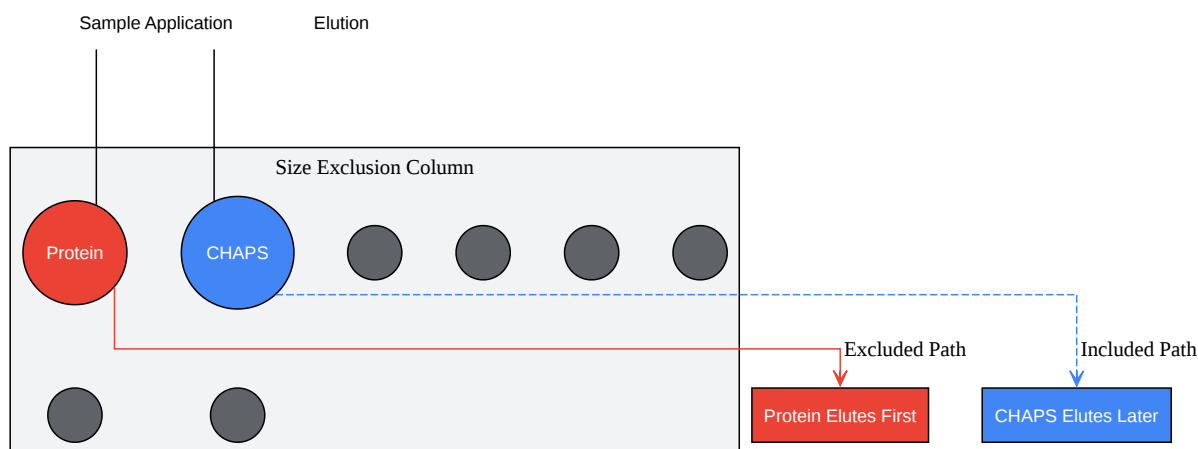 Sample Application
Elution
Size Exclusion Column
Protein
CHAPS
Excluded Path
Included Path
Protein Elutes First
CHAPS Elutes Later